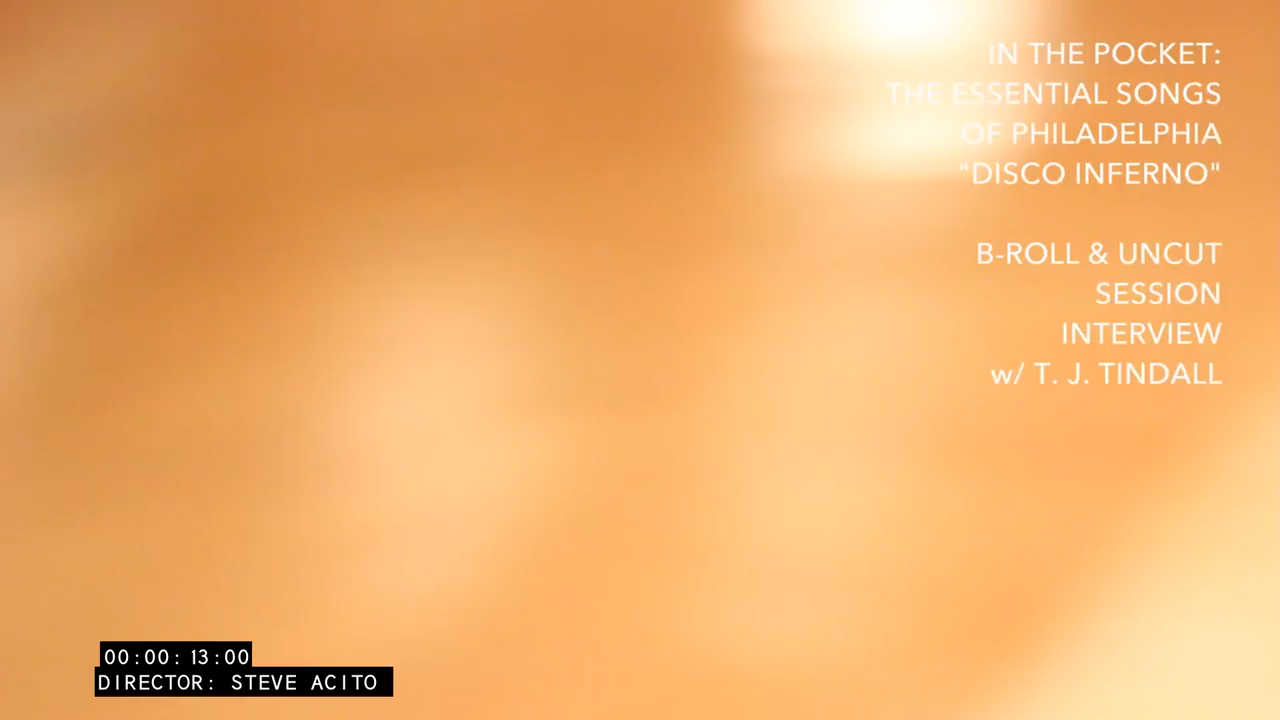 IN THE POCKET:
THE ESSENTIAL SONGS
OF PHILADELPHIA
"DISCO INFERNO"
B-ROLL & UNCUT
SESSION
INTERVIEW
w/ T. J. TINDALL
00:00:13:00
DIRECTOR: STEVE ACITO